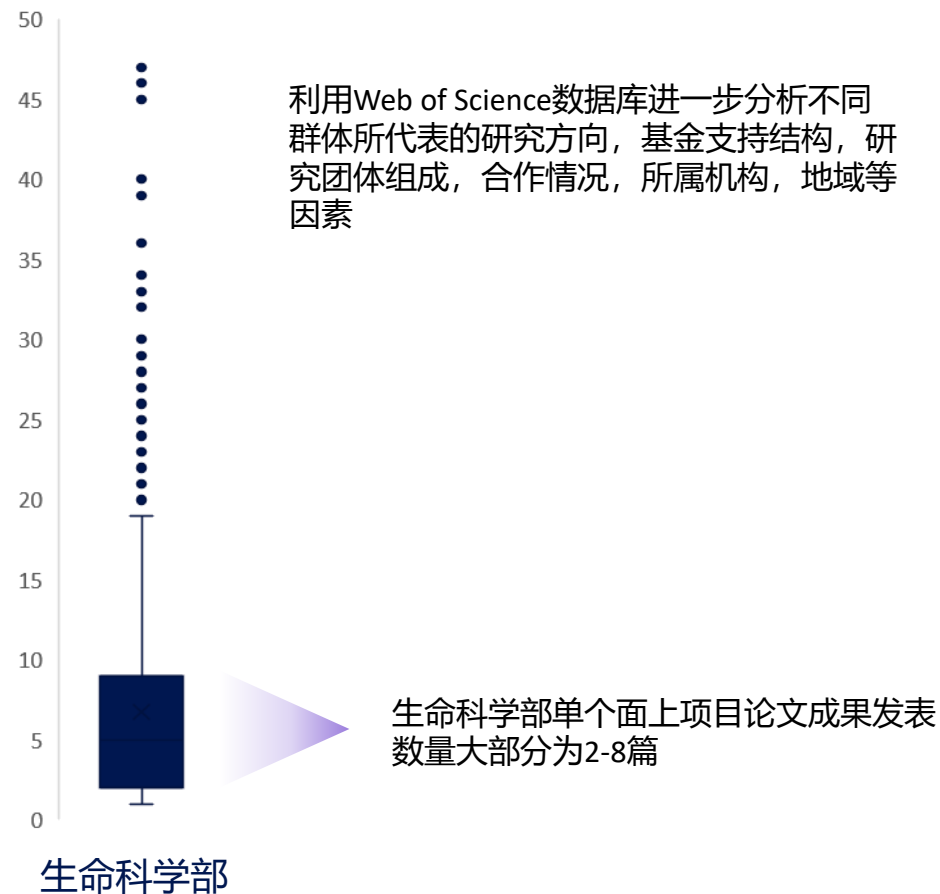 50
45
40
35
30
25
20
15
10
5
0
利用Web of Science数据库进一步分析不同
群体所代表的研究方向，基金支持结构，研
究团体组成，合作情况，所属机构，地域等
因素
生命科学部单个面上项目论文成果发表
数量大部分为2-8篇
生命科学部